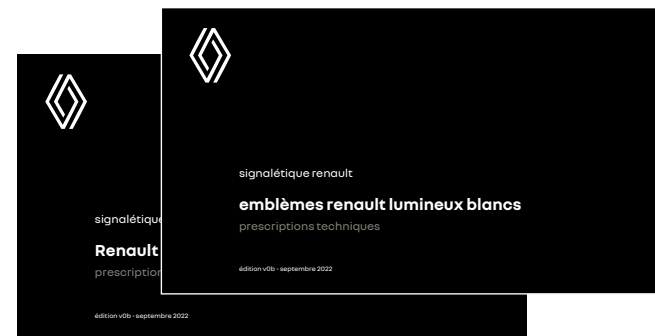 signalétique renault
emblèmes renault lumineux blancs
prescriptions techniques
édition v0b - septembre 2022
signalétique
Renault
prescription
édition v0b - septembre 2022